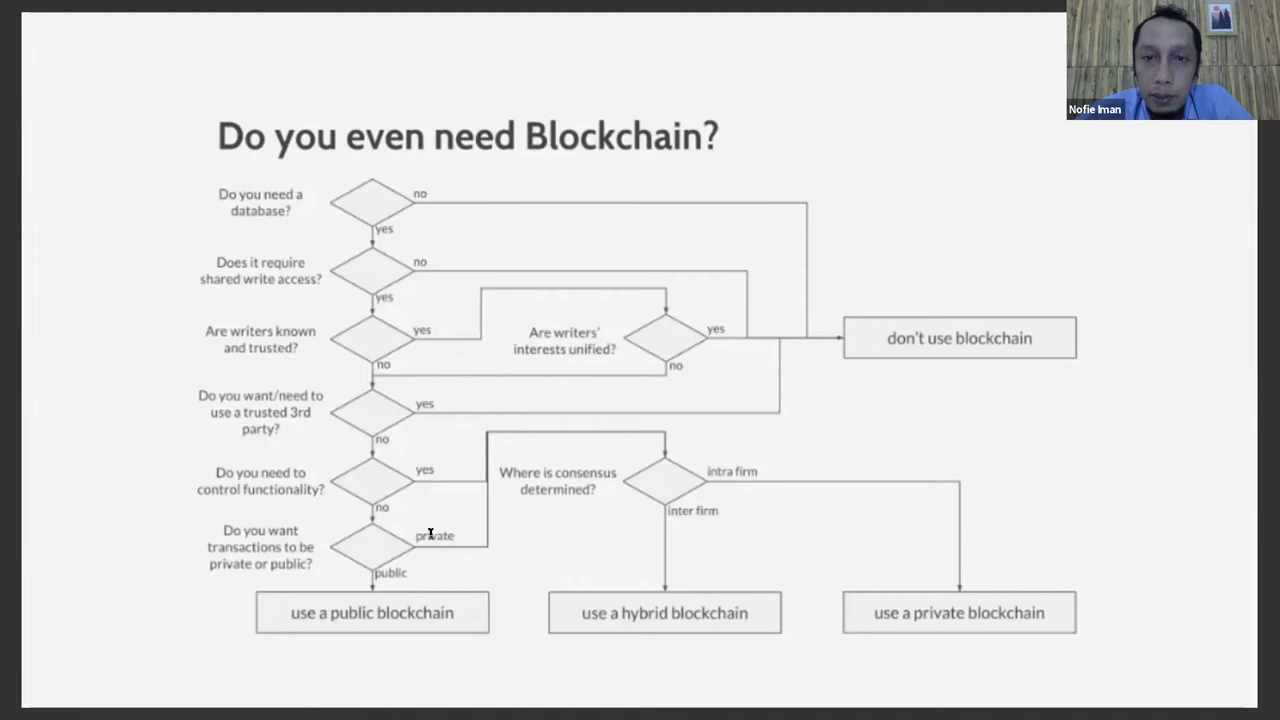 Nofie Iman
Do you even need Blockchain?
Do you need a
database?
no
yes
Does it require
shared write access?
no
yes
Are writers known
and trusted?
yes
no
Are writers'
interests unified?
yes
no
don't use blockchain
Do you want/need to
use a trusted 3rd
party?
yes
no
Do you need to
control functionality?
yes
no
Where is consensus
determined?
intra firm
inter firm
Do you want
transactions to be
private or public?
private
public
use a public blockchain
use a hybrid blockchain
use a private blockchain